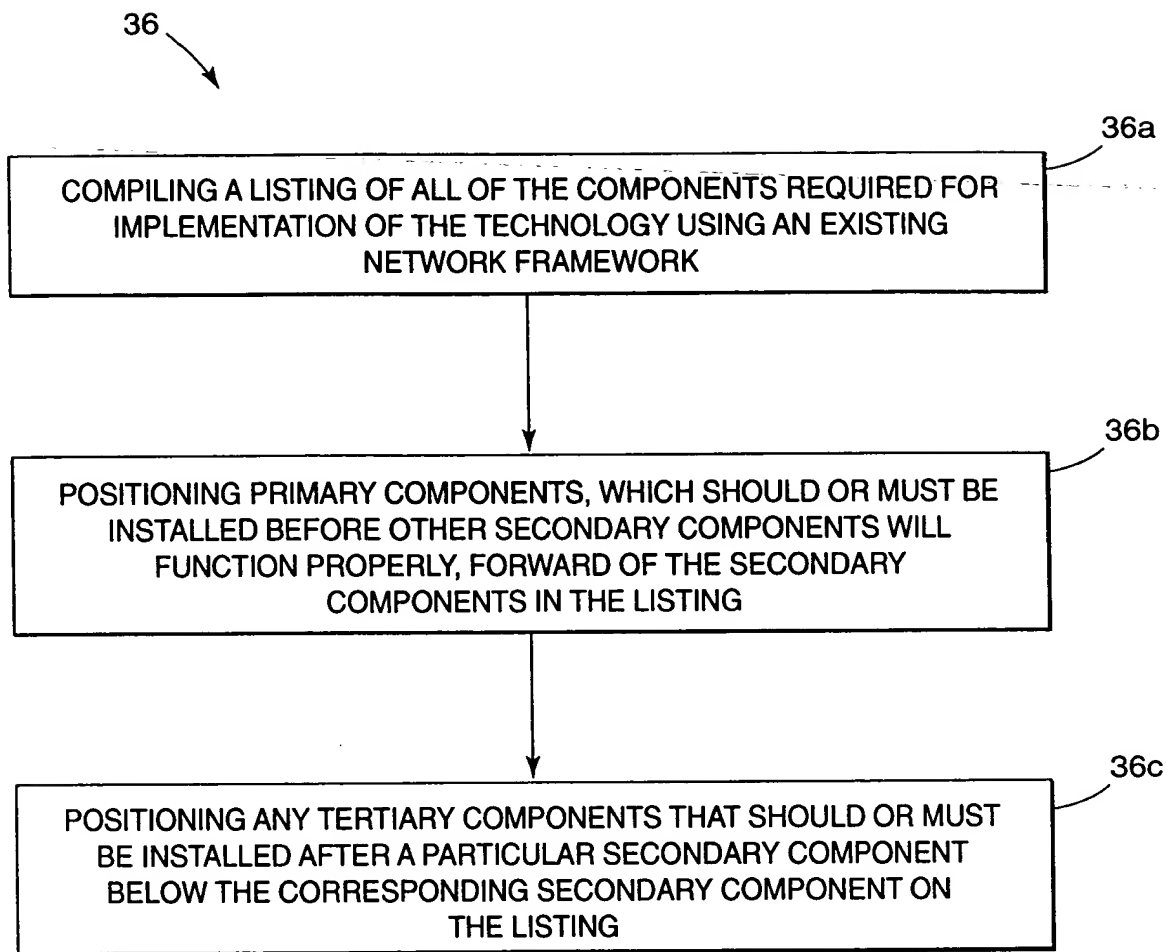 36
36a
COMPILING A LISTING OF ALL OF THE COMPONENTS REQUIRED FOR
IMPLEMENTATION OF THE TECHNOLOGY USING AN EXISTING
NETWORK FRAMEWORK
36b
POSITIONING PRIMARY COMPONENTS, WHICH SHOULD OR MUST BE
INSTALLED BEFORE OTHER SECONDARY COMPONENTS WILL
FUNCTION PROPERLY, FORWARD OF THE SECONDARY
COMPONENTS IN THE LISTING
36c
POSITIONING ANY TERTIARY COMPONENTS THAT SHOULD OR MUST
BE INSTALLED AFTER A PARTICULAR SECONDARY COMPONENT
BELOW THE CORRESPONDING SECONDARY COMPONENT ON
THE LISTING